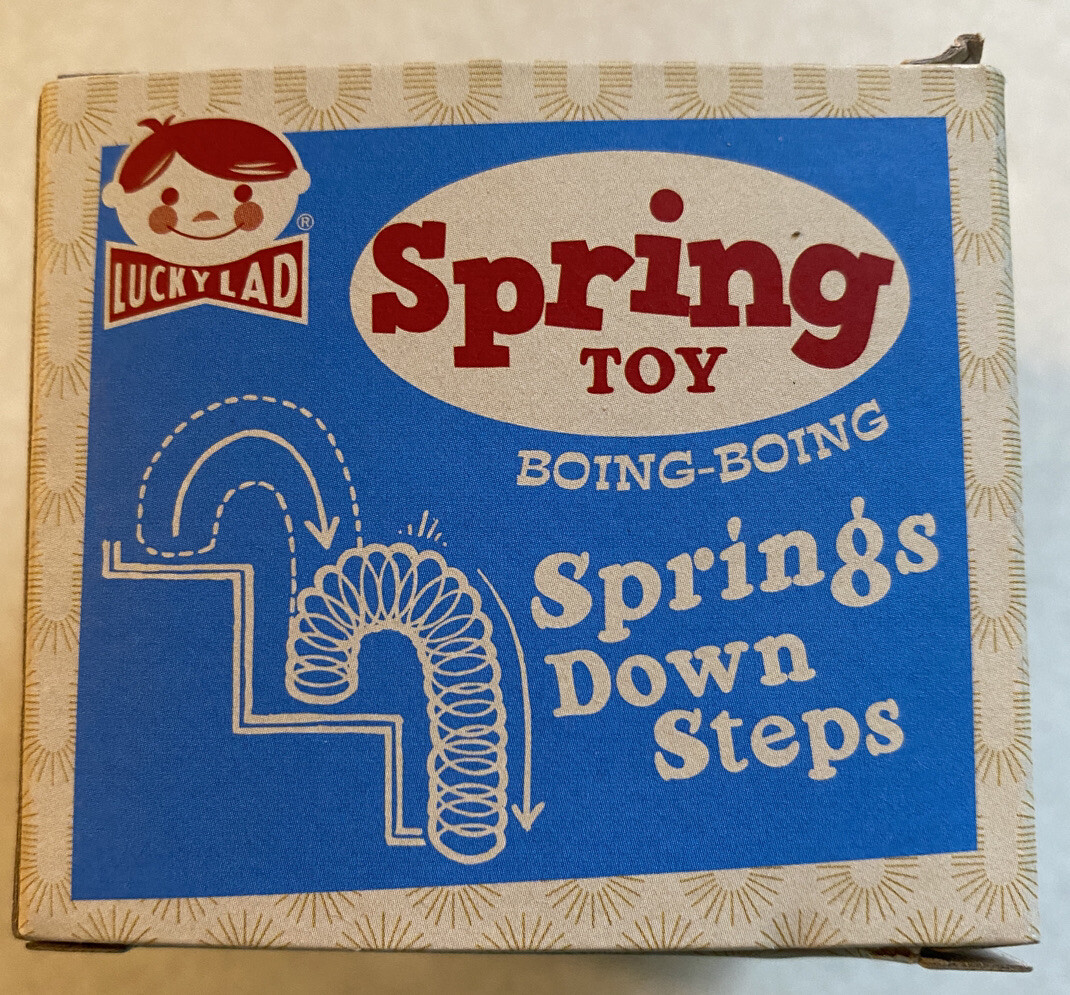 LUCKY LAD
®
Spring
TOY
BOING-BOING
Springs
Down
Steps